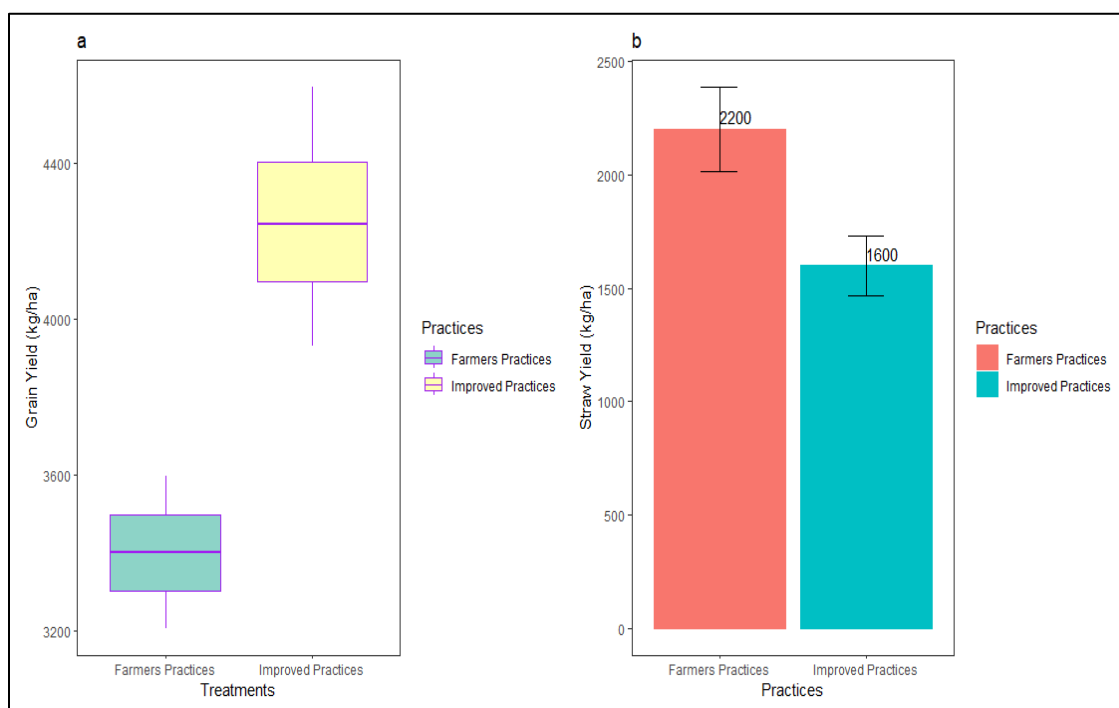 a
Grain Yield (kg/ha)
4400
4000
3600
3200
Farmers Practices
Improved Practices
Treatments
Practices
Farmers Practices
Improved Practices
b
Straw Yield (kg/ha)
2500
2000
1500
1000
500
0
2200
1600
Farmers Practices
Improved Practices
Practices
Practices
Farmers Practices
Improved Practices